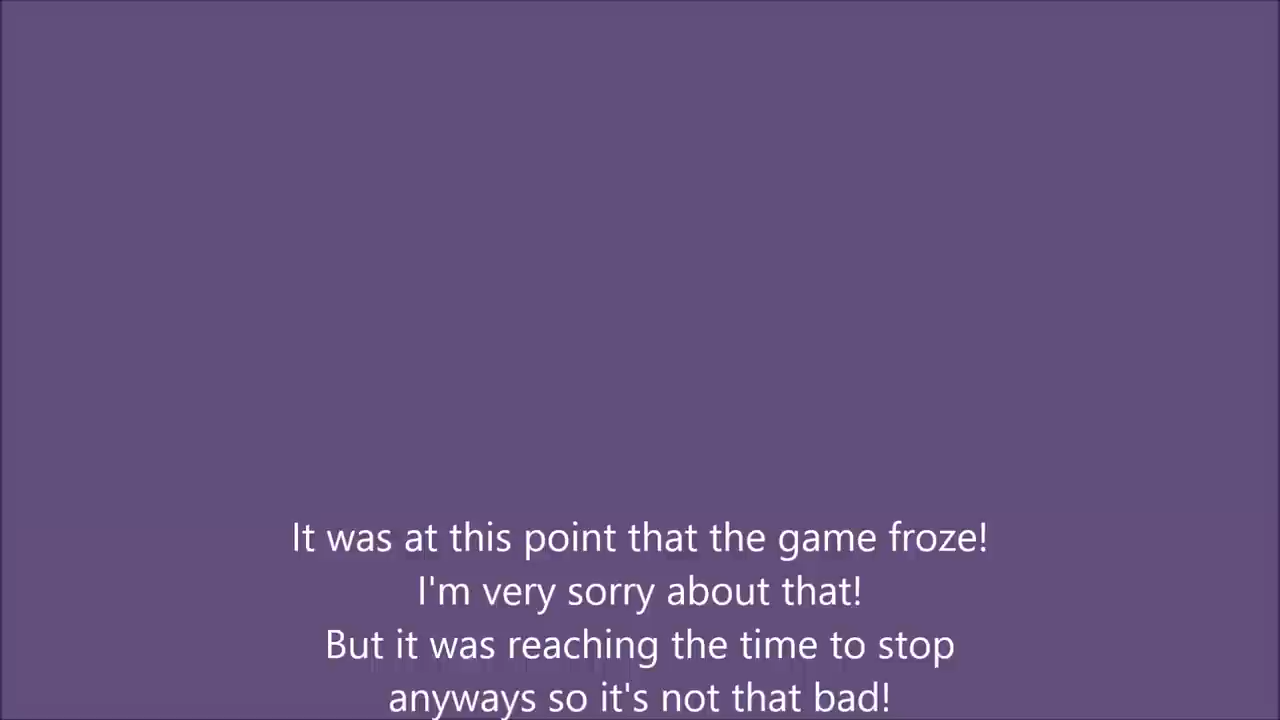 It was at this point that the game froze!
I'm very sorry about that!
But it was reaching the time to stop
anyways so it's not that bad!